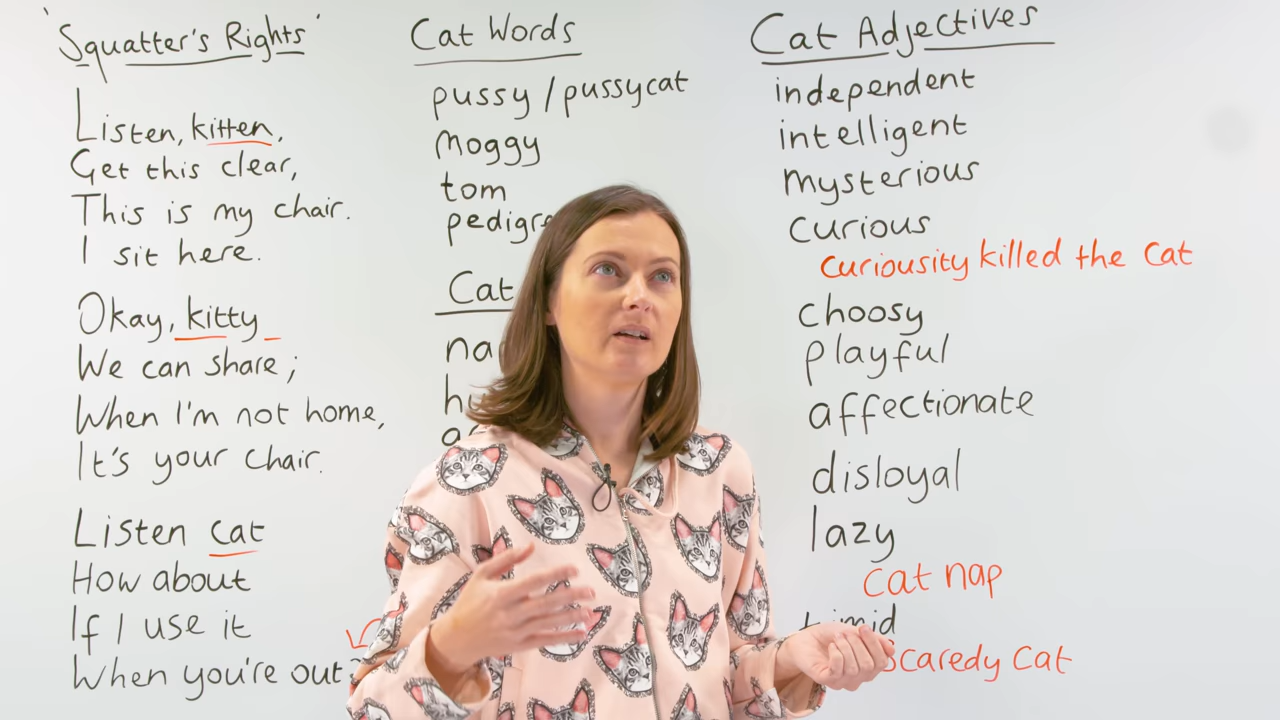 'Squatter's Rights'
Listen, kitten,
Get this clear,
This is my chair.
I sit here.
Okay, kitty
We can share;
When I'm not home,
It's your chair.
Listen cat
How about
If I use it
When you're out?
Cat Words
pussy / pussycat
moggy
tom
Cat
Cat Adjectives
independent
intelligent
mysterious
curious
curiousity killed the cat
choosy
playful
affectionate
disloyal
lazy
cat nap
timid
scaredy cat